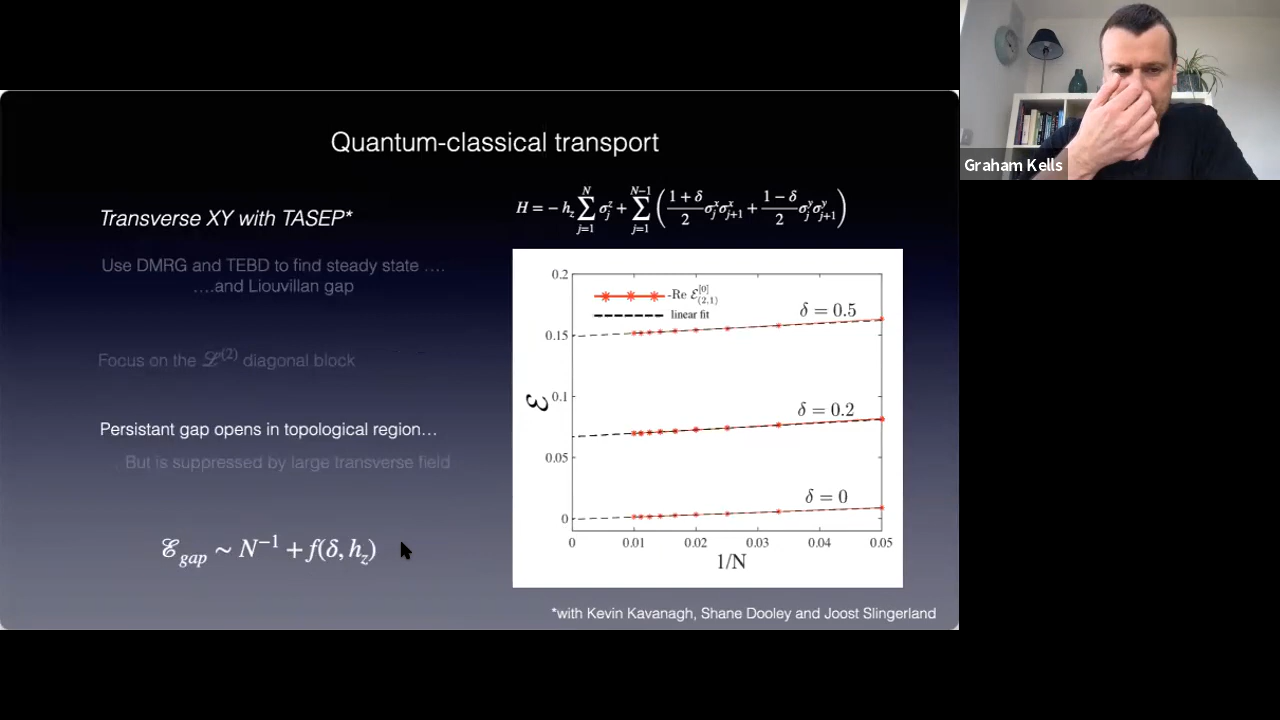 Quantum-classical transport
Transverse XY with TASEP*
Use DMRG and TEBD to find steady state ....
....and Liouvillan gap
Focus on the ℒ⁽²⁾ diagonal block
Persistant gap opens in topological region…
But is suppressed by large transverse field
ℰ_gap ∼ N⁻¹ + f(δ, h_z)
H = − h_z ∑_{j=1}^{N} σ_j^z + ∑_{j=1}^{N−1} ( (1 + δ)/2 σ_j^x σ_{j+1}^x + (1 − δ)/2 σ_j^y σ_{j+1}^y )
-Re ℰ_{(2,1)}^{[0]}
linear fit
δ = 0.5
δ = 0.2
δ = 0
ℰ
0.2
0.15
0.1
0.05
0
0 0.01 0.02 0.03 0.04 0.05
1/N
*with Kevin Kavanagh, Shane Dooley and Joost Slingerland
Graham Kells